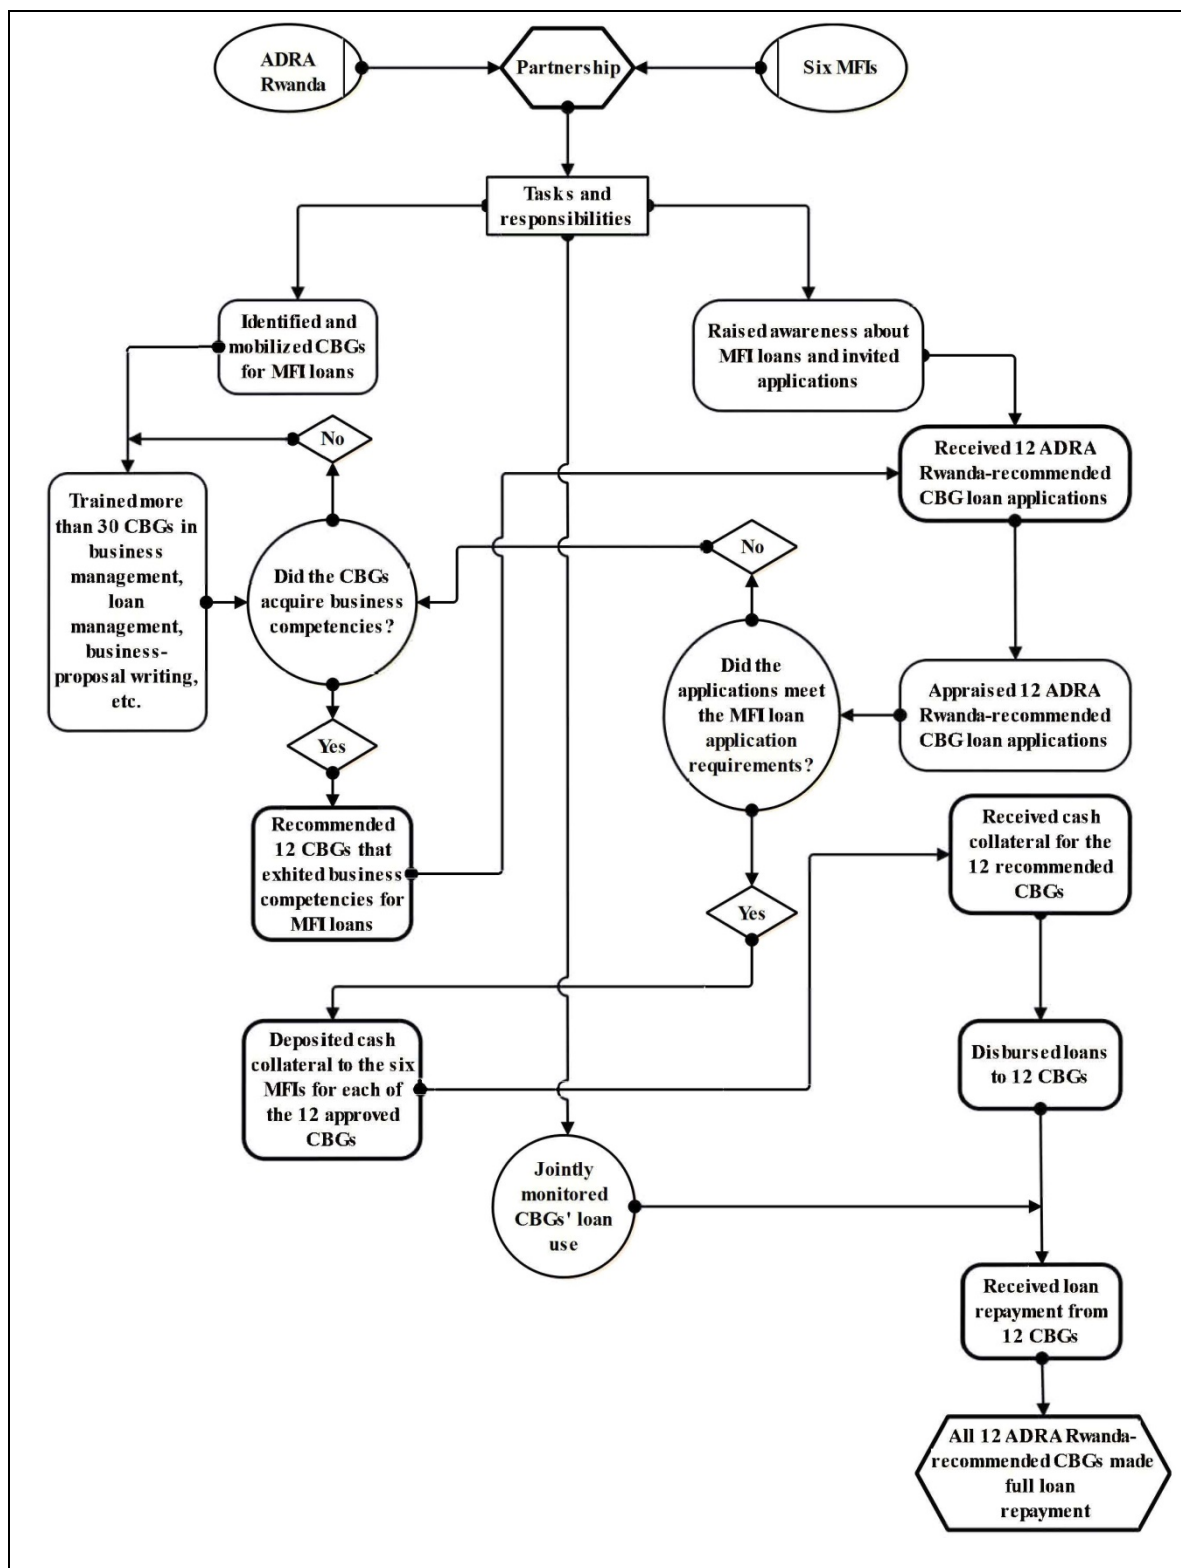 ADRA
Rwanda
Partnership
Six MFIs
Tasks and
responsibilities
Identified and
mobilized CBGs
for MFI loans
Raised awareness about
MFI loans and invited
applications
No
Received 12 ADRA
Rwanda-recommended
CBG loan applications
Trained more
than 30 CBGs in
business
management,
loan
management,
business-
proposal writing,
etc.
Did the CBGs
acquire business
competencies?
No
Did the
applications meet
the MFI loan
application
requirements?
Appraised 12 ADRA
Rwanda-recommended
CBG loan applications
Yes
Recommended
12 CBGs that
exhited business
competencies for
MFI loans
Received cash
collateral for the
12 recommended
CBGs
Yes
Deposited cash
collateral to the six
MFIs for each of
the 12 approved
CBGs
Disbursed loans
to 12 CBGs
Jointly
monitored
CBGs' loan
use
Received loan
repayment from
12 CBGs
All 12 ADRA Rwanda-
recommended CBGs made
full loan
repayment